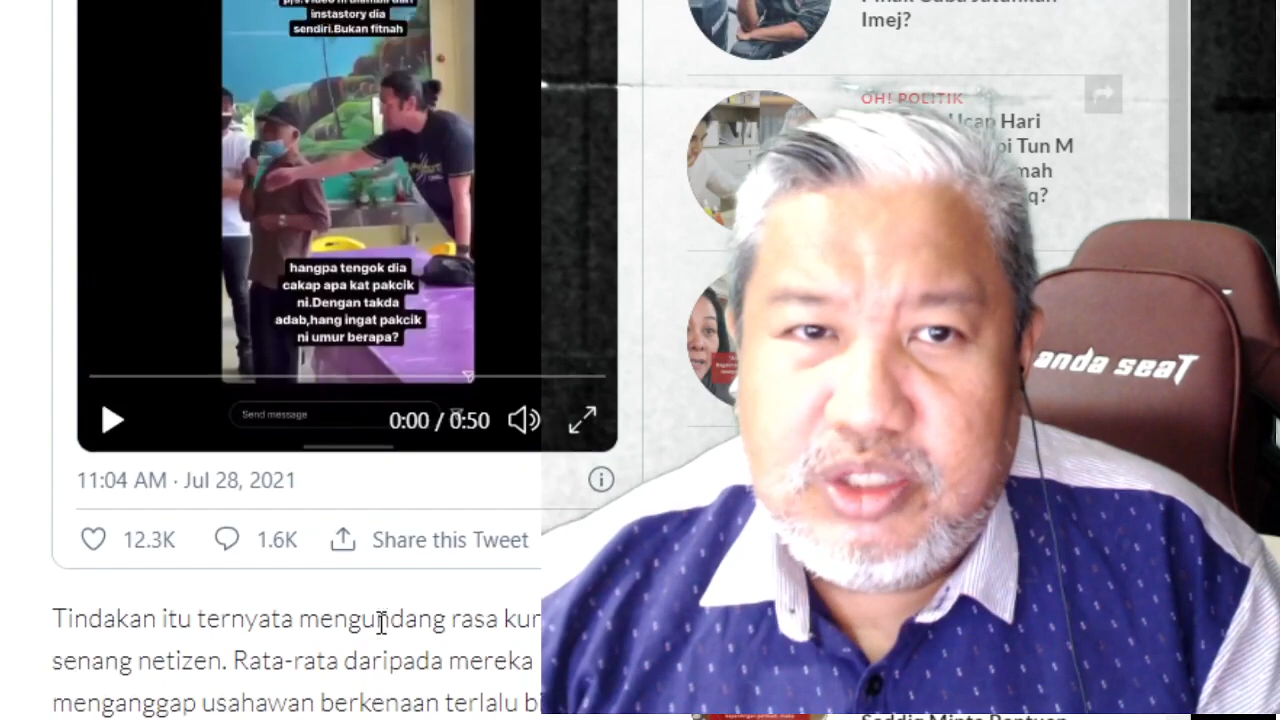 instastory dia
sendiri.Bukan fitnah
hangpa tengok dia
cakap apa kat pakcik
ni.Dengan takda
adab,hang ingat pakcik
ni umur berapa?
Send message
0:00 / 0:50
11:04 AM · Jul 28, 2021
12.3K
1.6K
Share this Tweet
Tindakan itu ternyata mengundang rasa kur
senang netizen. Rata-rata daripada mereka
menganggap usahawan berkenaan terlalu bi
Imej?
OH! POLITIK
Ucap Hari
Tun M
anda seaT